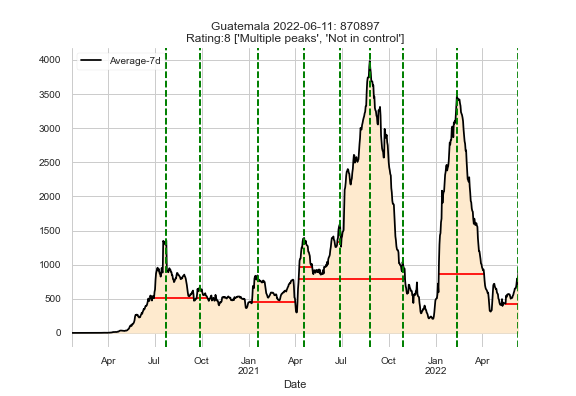 Guatemala 2022-06-11: 870897
Rating:8 ['Multiple peaks', 'Not in control']
Average-7d
4000
3500
3000
2500
2000
1500
1000
500
0
Apr Jul Oct Jan Apr Jul Oct Jan Apr
2021 2022
Date